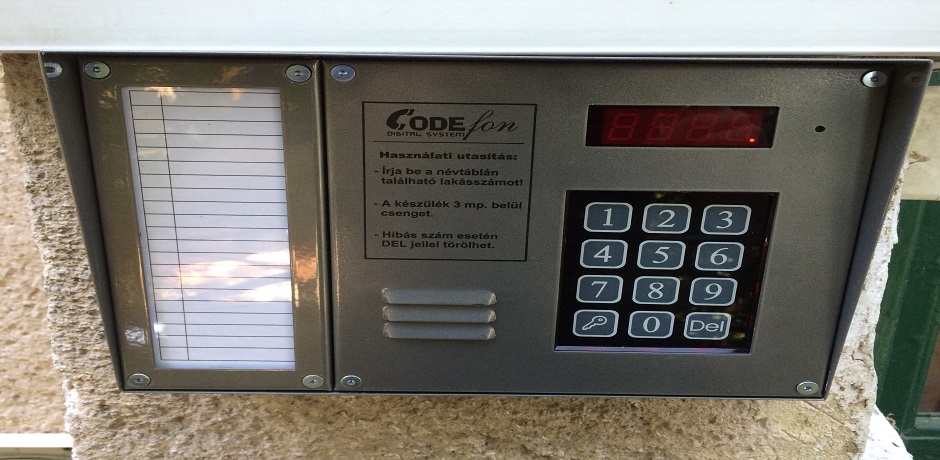 CODEfon
DIGITAL SYSTEM
Használati utasítás:
- Írja be a névtáblán
található lakásszámot!
- A készülék 3 mp. belül
csenget.
- Hibás szám esetén
DEL jellel törölhet.
1 2 3
4 5 6
7 8 9
0 Del